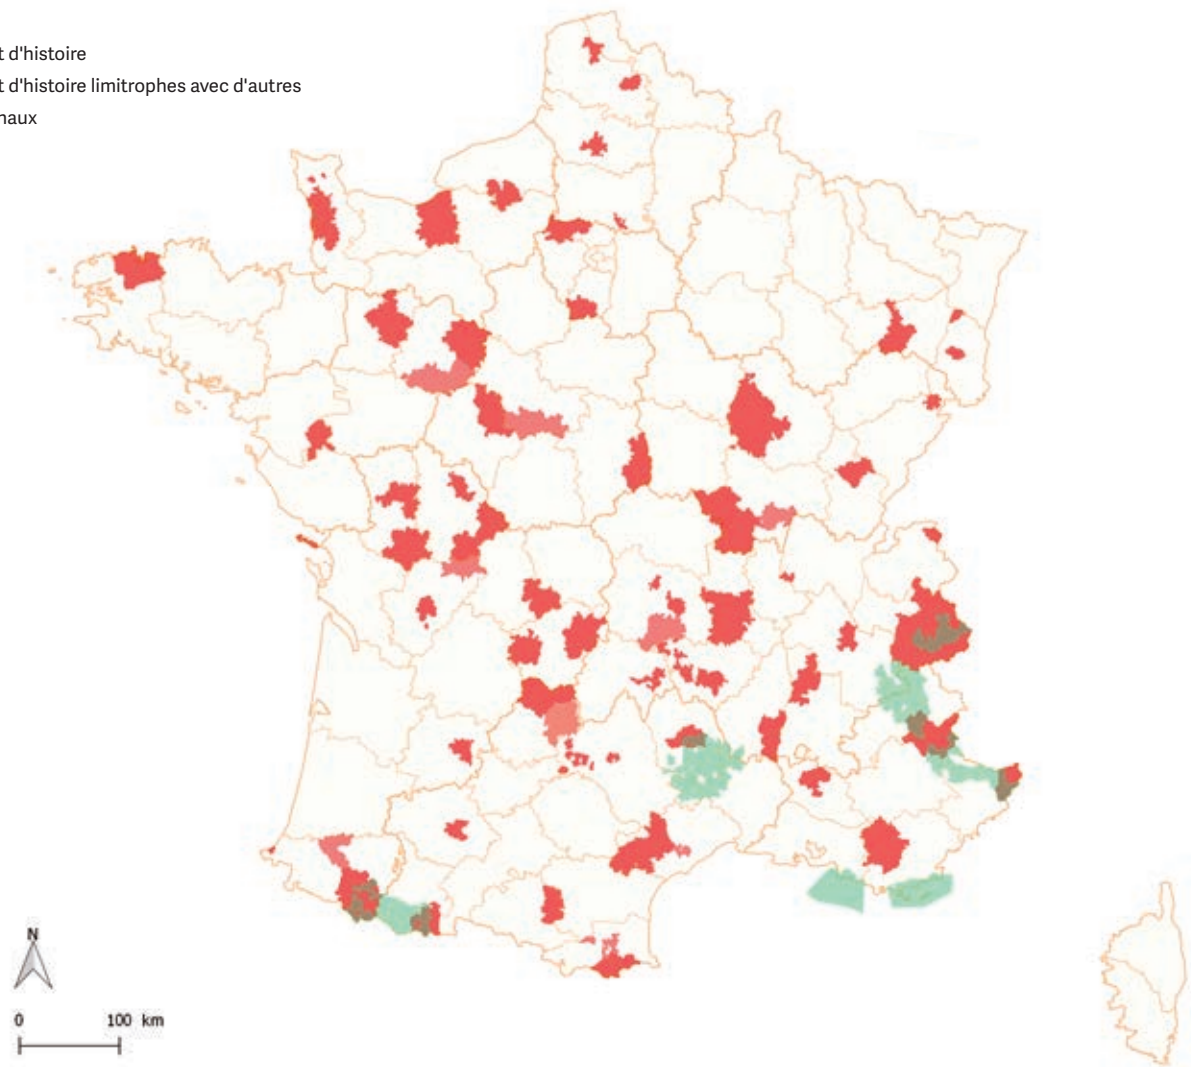 t d'histoire
t d'histoire limitrophes avec d'autres
naux
N
0 100 km